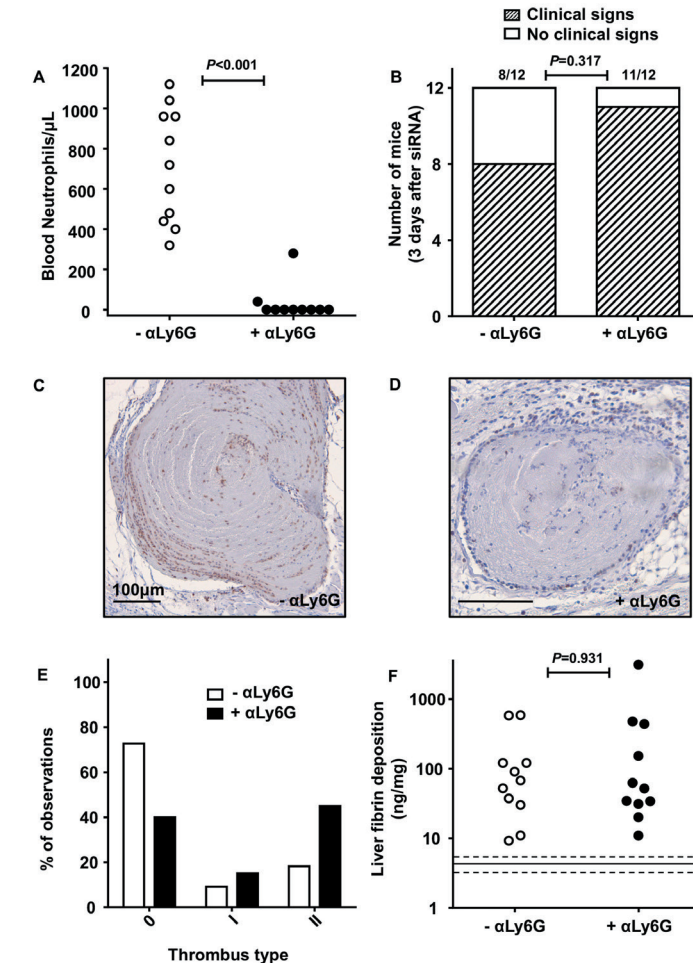 Clinical signs
No clinical signs
A
P<0.001
1200
1000
800
600
400
200
0
Blood Neutrophils/µL
- αLy6G
+ αLy6G
B
P=0.317
8/12
11/12
12
8
4
0
Number of mice
(3 days after siRNA)
- αLy6G
+ αLy6G
C
100µm
- αLy6G
D
+ αLy6G
E
- αLy6G
+ αLy6G
100
80
60
40
20
0
% of observations
0
I
II
Thrombus type
F
P=0.931
1000
100
10
1
Liver fibrin deposition
(ng/mg)
- αLy6G
+ αLy6G